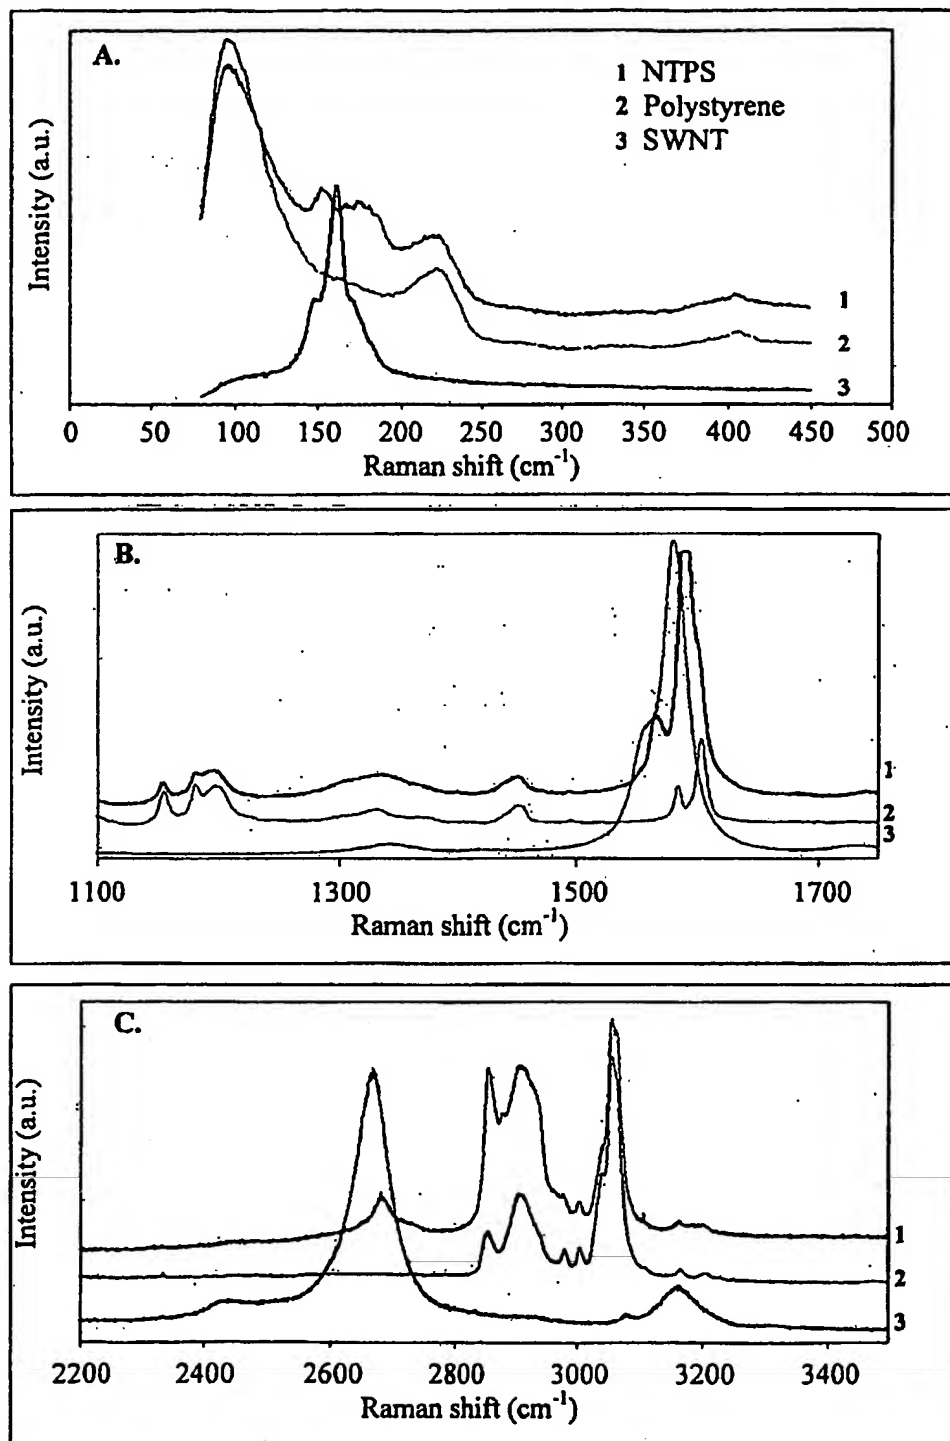 A.
1 NTPS
2 Polystyrene
3 SWNT
Intensity (a.u.)
1
2
3
0 50 100 150 200 250 300 350 400 450 500
Raman shift (cm-1)
B.
Intensity (a.u.)
1
2
3
1100 1300 1500 1700
Raman shift (cm-1)
C.
Intensity (a.u.)
1
2
3
2200 2400 2600 2800 3000 3200 3400
Raman shift (cm-1)